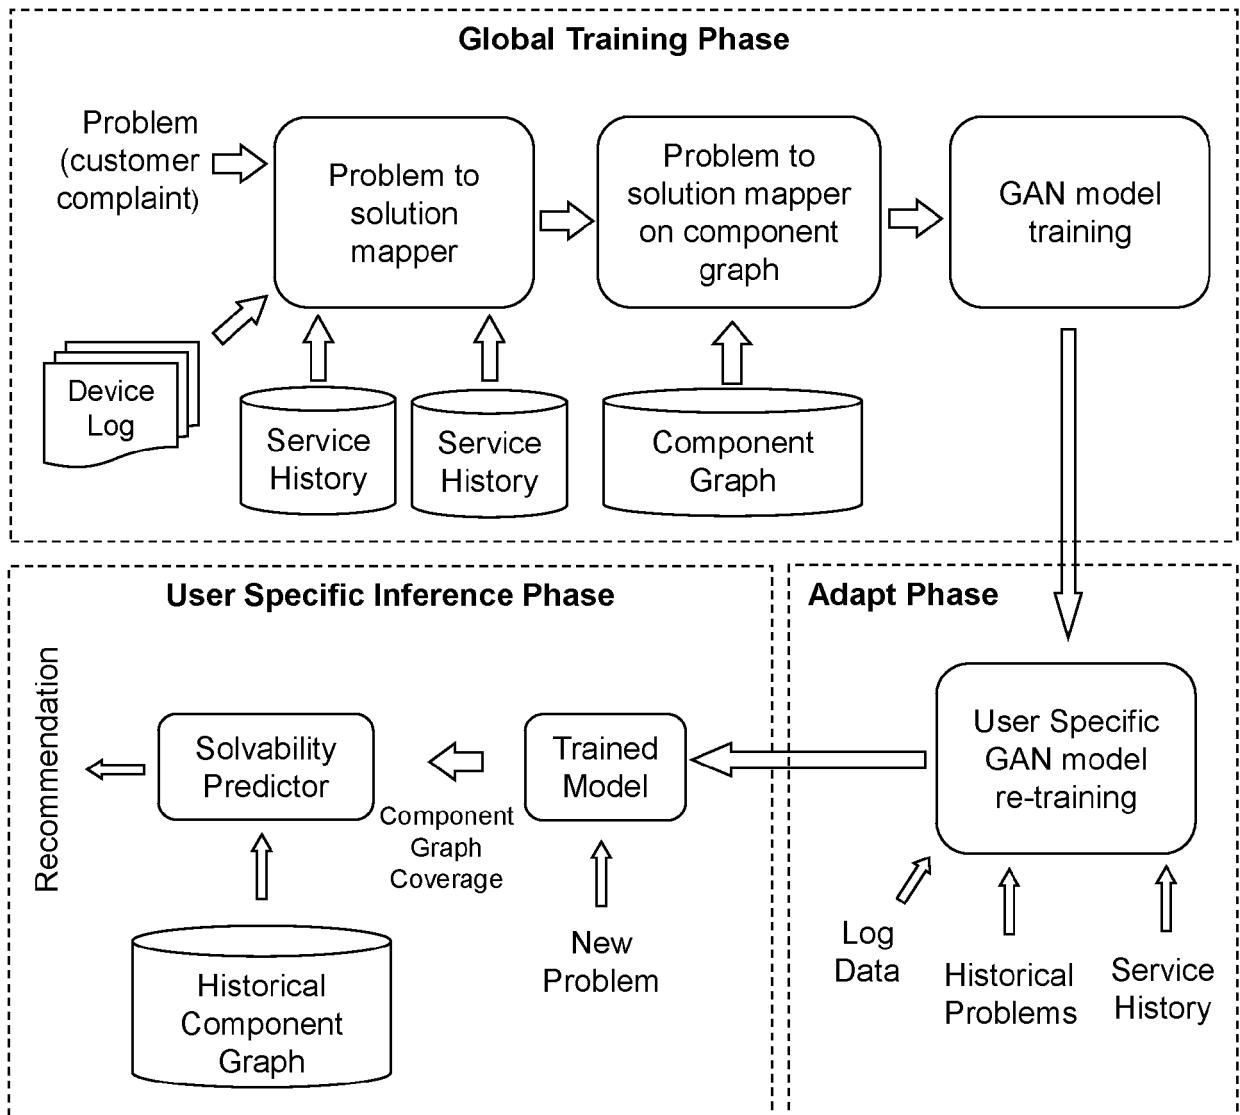 Global Training Phase
Problem
(customer
complaint)
Problem to
solution
mapper
Problem to
solution mapper
on component
graph
GAN model
training
Device
Log
Service
History
Service
History
Component
Graph
User Specific Inference Phase
Recommendation
Solvability
Predictor
Component
Graph
Coverage
Trained
Model
Historical
Component
Graph
New
Problem
Adapt Phase
User Specific
GAN model
re-training
Log
Data
Historical
Problems
Service
History